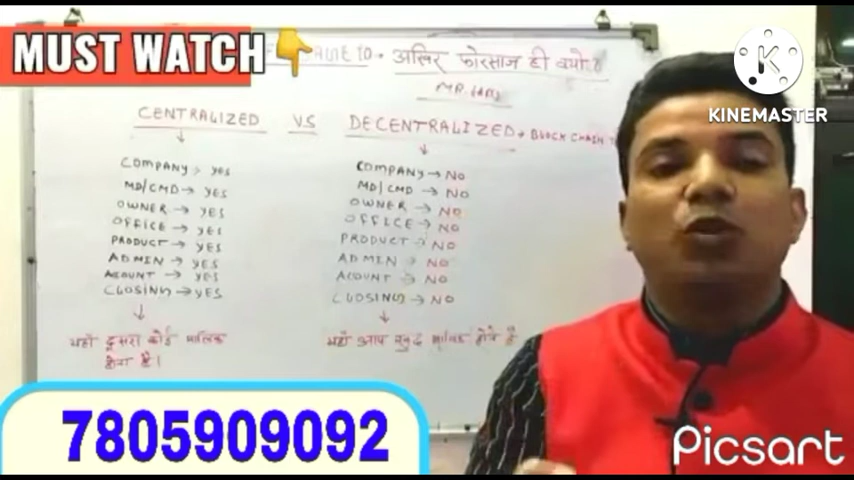 MUST WATCH
आखिर फोरसाज ही क्यों?
KINEMASTER
CENTRALIZED VS DECENTRALIZED + BLOCK CHAIN
COMPANY → YES
MD/CMD → YES
OWNER → YES
OFFICE → YES
PRODUCT → YES
ADMIN → YES
ACOUNT → YES
CLOSING → YES
यहाँ दूसरा कोई मालिक
होता है।
COMPANY → NO
MD/CMD → NO
OWNER → NO
OFFICE → NO
PRODUCT → NO
ADMIN → NO
ACOUNT → NO
CLOSING → NO
यहाँ आप खुद मालिक होते है
7805909092
Picsart